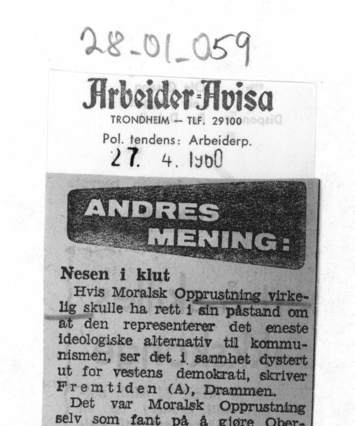 28-01-059
Arbeider-Avisa
TRONDHEIM — TLF. 29100
Pol. tendens: Arbeiderp.
27. 4. 1960
ANDRES
MENING:
Nesen i klut
Hvis Moralsk Opprustning virke-
lig skulle ha rett i sin påstand om
at den representerer det eneste
ideologiske alternativ til kommu-
nismen, ser det i sannhet dystert
ut for vestens demokrati, skriver
Fremtiden (A), Drammen.
Det var Moralsk Opprustning
selv som fant på å gjøre Ober-